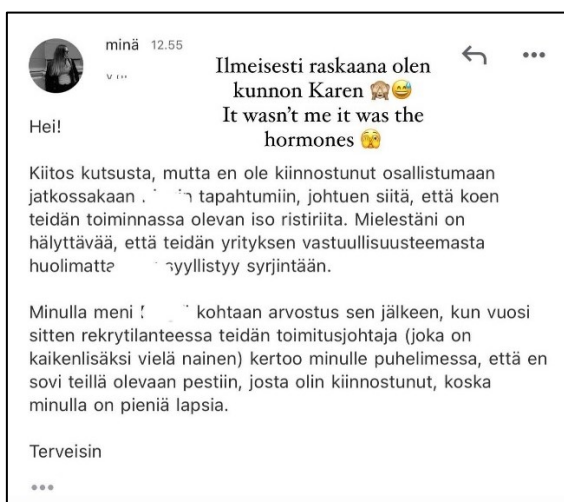 minä 12.55
Ilmeisesti raskaana olen
kunnon Karen 🙈😅
It wasn't me it was the
hormones 🫣
Hei!
Kiitos kutsusta, mutta en ole kiinnostunut osallistumaan
jatkossakaan tapahtumiin, johtuen siitä, että koen
teidän toiminnassa olevan iso ristiriita. Mielestäni on
hälyttävää, että teidän yrityksen vastuullisuusteemasta
huolimatta syyllistyy syrjintään.
Minulla meni kohtaan arvostus sen jälkeen, kun vuosi
sitten rekrytilanteessa teidän toimitusjohtaja (joka on
kaikenlisäksi vielä nainen) kertoo minulle puhelimessa, että en
sovi teillä olevaan pestiin, josta olin kiinnostunut, koska
minulla on pieniä lapsia.
Terveisin